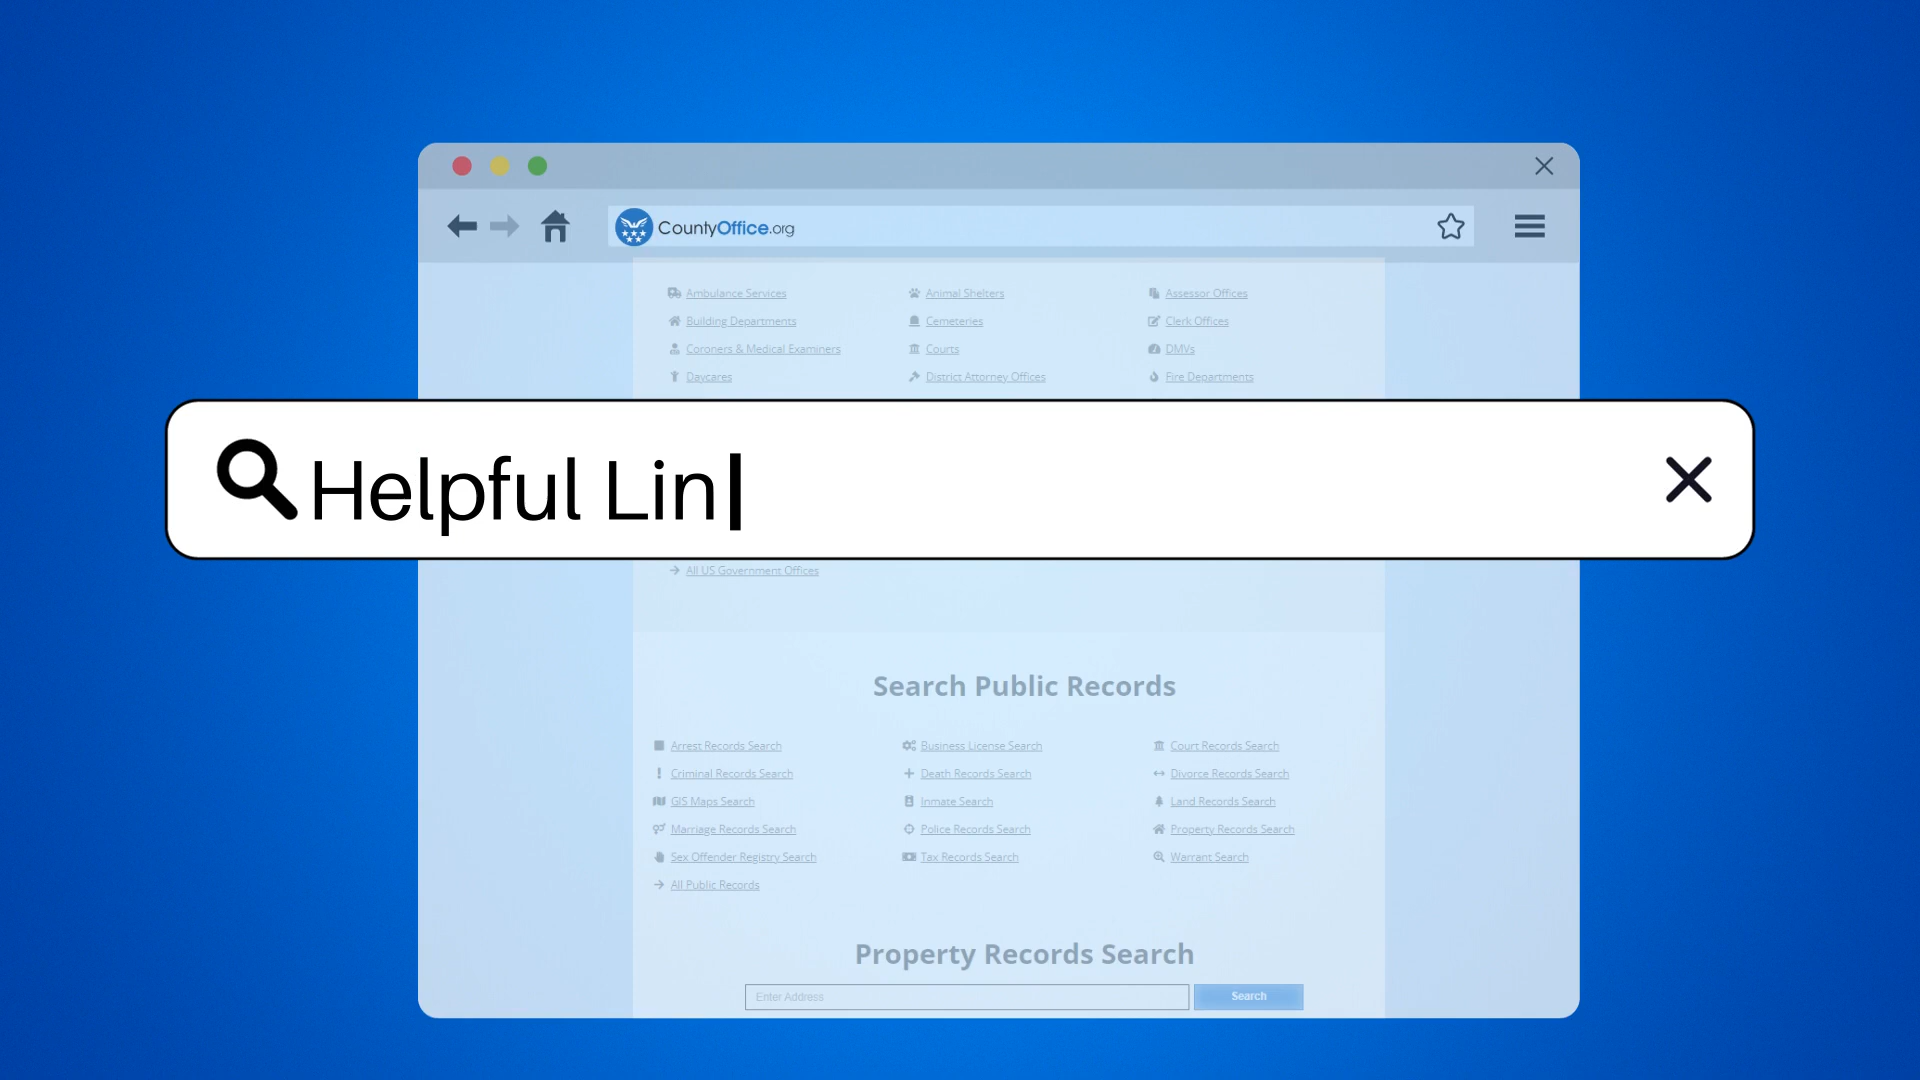 CountyOffice.org
Ambulance Services Animal Shelters Assessor Offices
Building Departments Cemeteries Clerk Offices
Coroners & Medical Examiners Courts DMVs
Daycares District Attorney Offices Fire Departments
Helpful Lin
All US Government Offices
Search Public Records
Arrest Records Search Business License Search Court Records Search
Criminal Records Search Death Records Search Divorce Records Search
GIS Maps Search Inmate Search Land Records Search
Marriage Records Search Police Records Search Property Records Search
Sex Offender Registry Search Tax Records Search Warrant Search
All Public Records
Property Records Search
Enter Address Search